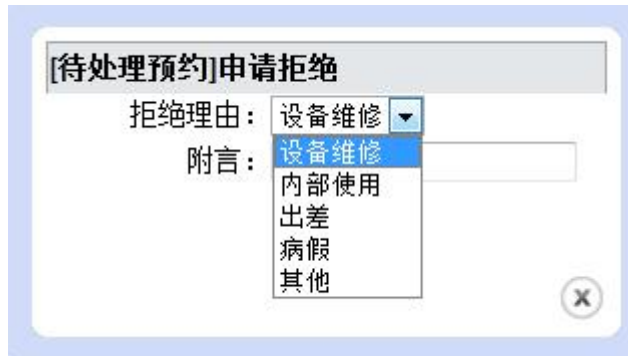 [待处理预约]申请拒绝
拒绝理由： 设备维修
附言： 设备维修
内部使用
出差
病假
其他